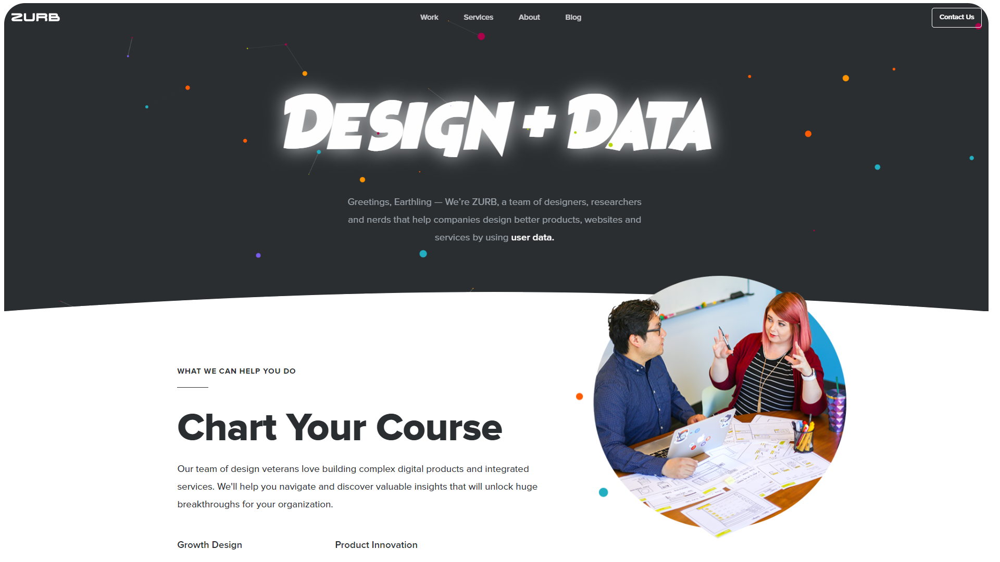 ZURB
Work
Services
About
Blog
Contact Us
DESIGN + DATA
Greetings, Earthling — We’re ZURB, a team of designers, researchers
and nerds that help companies design better products, websites and
services by using user data.
WHAT WE CAN HELP YOU DO
Chart Your Course
Our team of design veterans love building complex digital products and integrated
services. We'll help you navigate and discover valuable insights that will unlock huge
breakthroughs for your organization.
Growth Design
Product Innovation